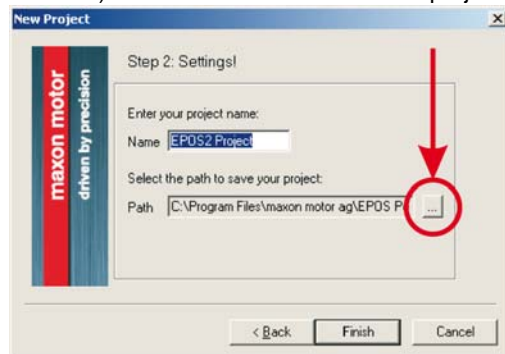 New Project
Step 2: Settings!
maxon motor
driven by precision
Enter your project name:
Name EPOS2 Project
Select the path to save your project:
Path C:\Program Files\maxon motor ag\EPOS P ...
< Back Finish Cancel